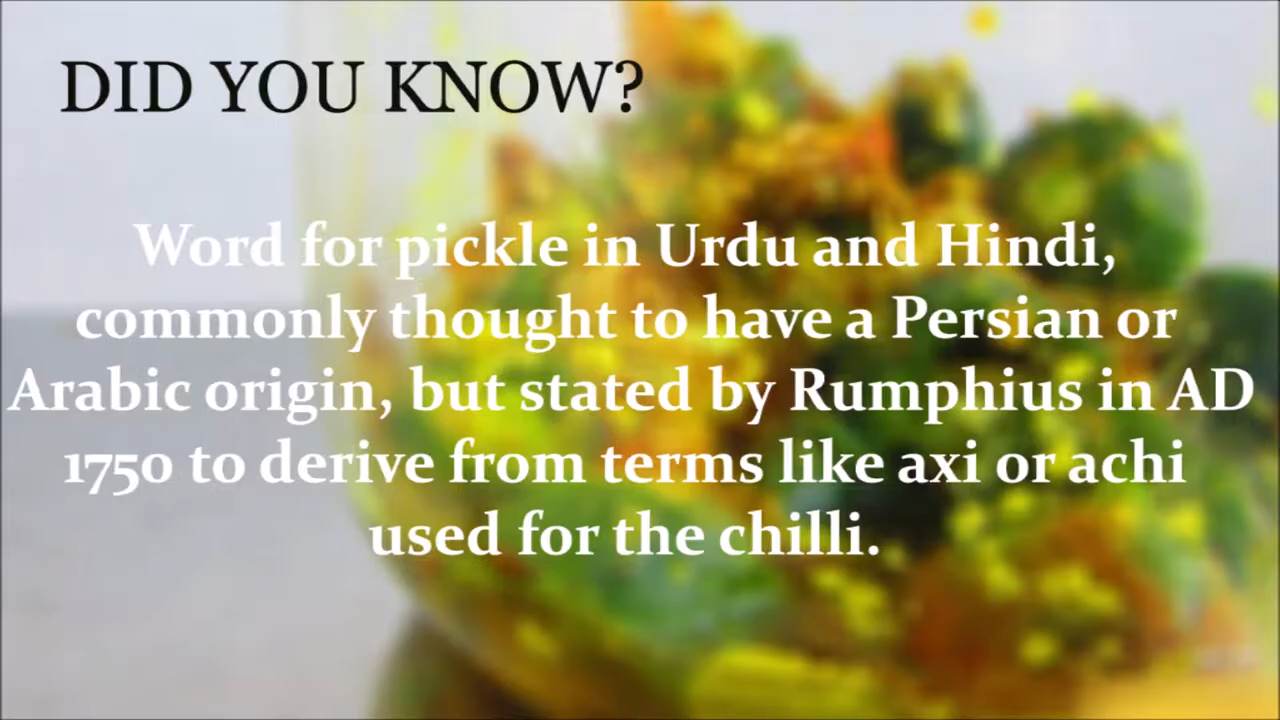 DID YOU KNOW?
Word for pickle in Urdu and Hindi,
commonly thought to have a Persian or
Arabic origin, but stated by Rumphius in AD
1750 to derive from terms like axi or achi
used for the chilli.